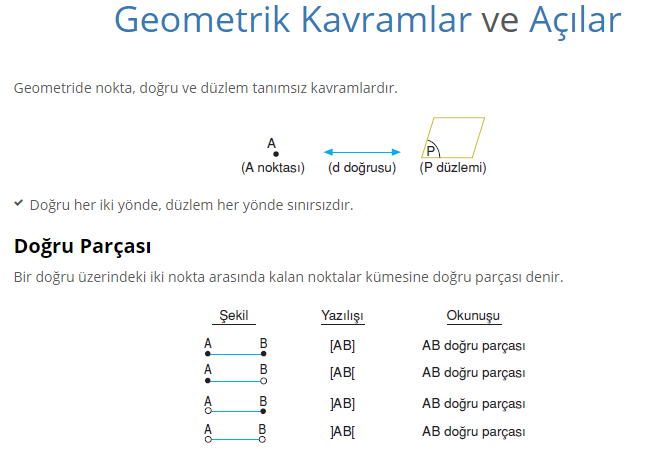 Geometrik Kavramlar ve Açılar
Geometride nokta, doğru ve düzlem tanımsız kavramlardır.
A
P
(A noktası) (d doğrusu) (P düzlemi)
Doğru her iki yönde, düzlem her yönde sınırsızdır.
Doğru Parçası
Bir doğru üzerindeki iki nokta arasında kalan noktalar kümesine doğru parçası denir.
Şekil Yazılışı Okunuşu
A B [AB] AB doğru parçası
A B [AB[ AB doğru parçası
A B ]AB] AB doğru parçası
A B ]AB[ AB doğru parçası